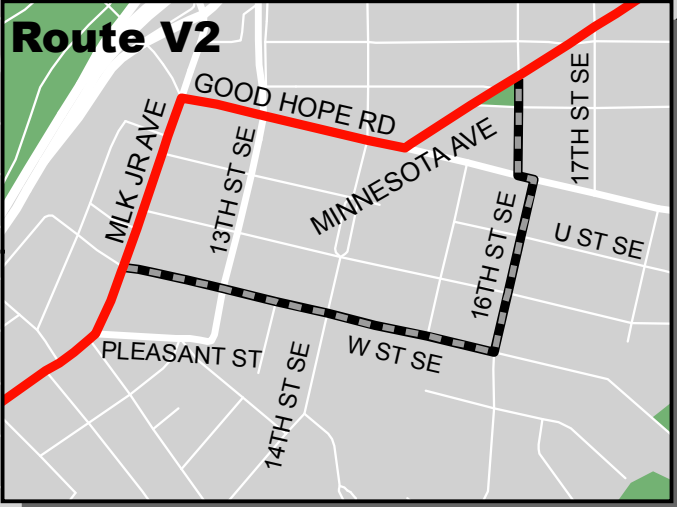 Route V2
GOOD HOPE RD
MLK JR AVE
13TH ST SE
MINNESOTA AVE
17TH ST SE
16TH ST SE
U ST SE
PLEASANT ST
14TH ST SE
W ST SE